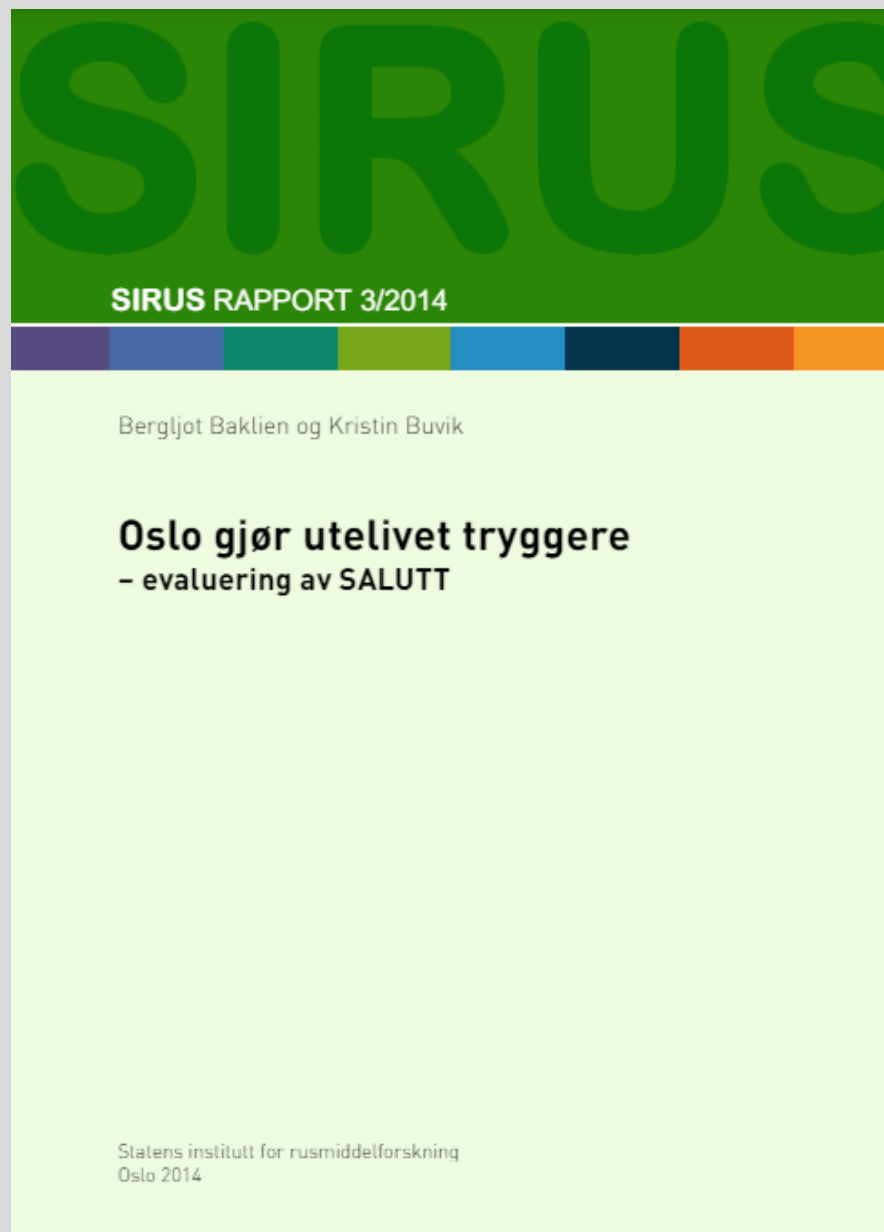 SIRUS
SIRUS RAPPORT 3/2014
Bergljot Baklien og Kristin Buvik
Oslo gjør utelivet tryggere
– evaluering av SALUTT
Statens institutt for rusmiddelforskning
Oslo 2014